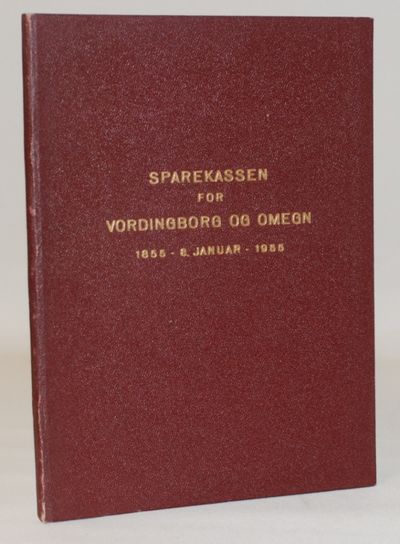 SPAREKASSEN
FOR
VORDINGBORG OG OMEGN
1855 - 8. JANUAR - 1955